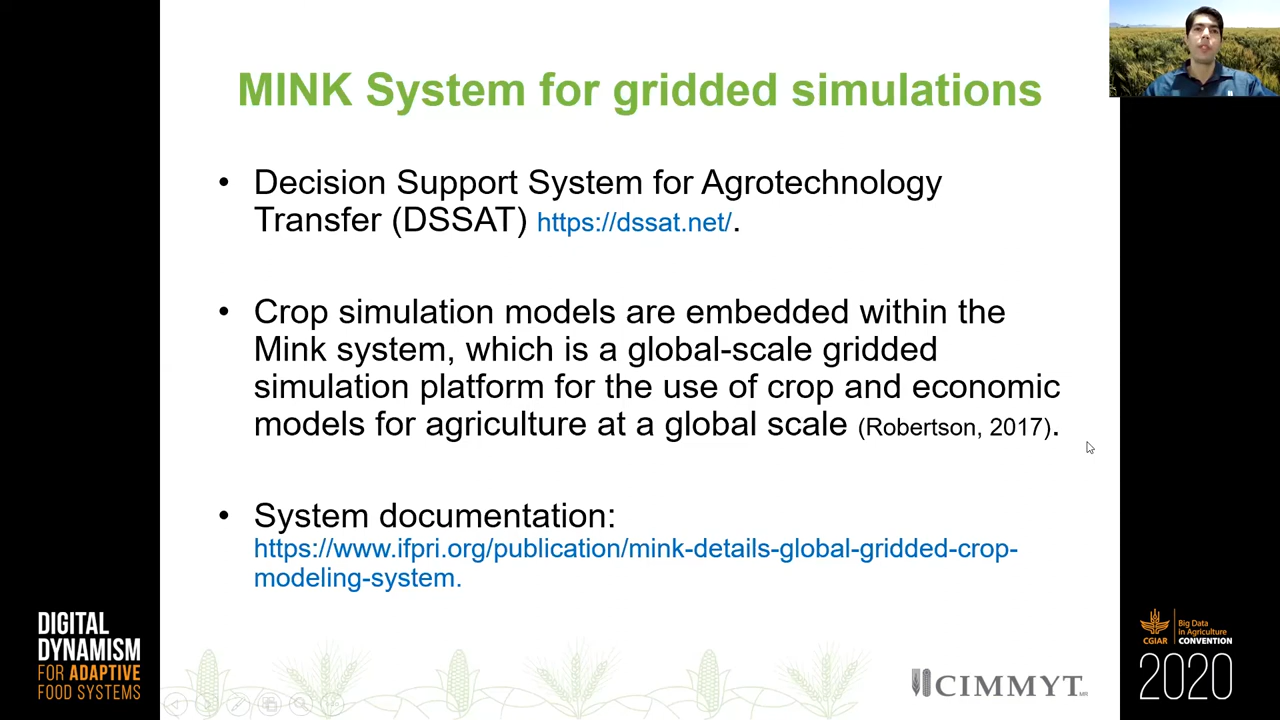 MINK System for gridded simulations
• Decision Support System for Agrotechnology
Transfer (DSSAT) https://dssat.net/.
• Crop simulation models are embedded within the
Mink system, which is a global-scale gridded
simulation platform for the use of crop and economic
models for agriculture at a global scale (Robertson, 2017).
• System documentation:
https://www.ifpri.org/publication/mink-details-global-gridded-crop-
modeling-system.
DIGITAL
DYNAMISM
FOR ADAPTIVE
FOOD SYSTEMS
CIMMYT MR
CGIAR
Big Data
in Agriculture
CONVENTION
2020